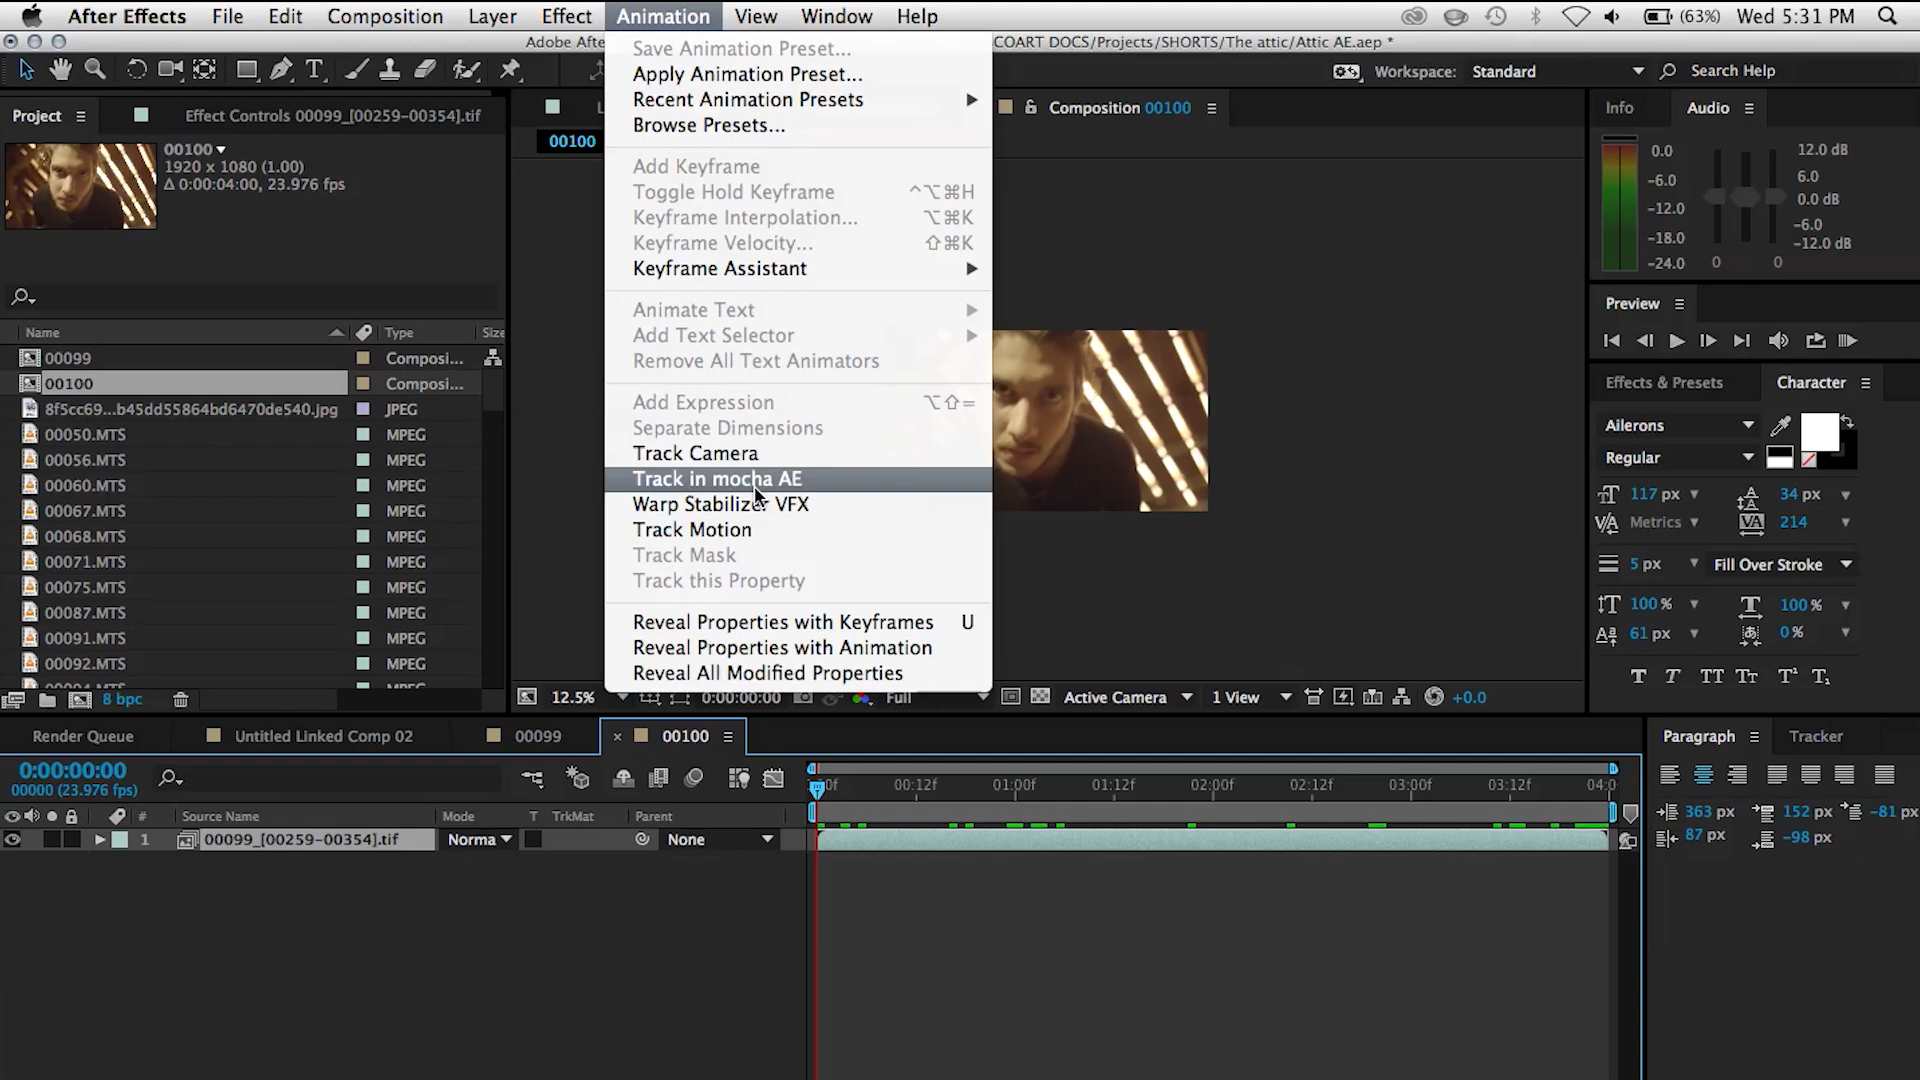 After Effects File Edit Composition Layer Effect Animation View Window Help (63%) Wed 5:31 PM
Adobe Afte COART DOCS/Projects/SHORTS/The attic/Attic AE.aep *
Workspace: Standard Search Help
Project Effect Controls 00099_[00259-00354].tif
00100
1920 x 1080 (1.00)
Δ 0:00:04:00, 23.976 fps
Name Type Size
00099 Composi...
00100 Composi...
8f5cc69...b45dd55864bd6470de540.jpg JPEG
00050.MTS MPEG
00056.MTS MPEG
00060.MTS MPEG
00067.MTS MPEG
00068.MTS MPEG
00071.MTS MPEG
00075.MTS MPEG
00087.MTS MPEG
00091.MTS MPEG
00092.MTS MPEG
8 bpc
Save Animation Preset...
Apply Animation Preset...
Recent Animation Presets
Browse Presets...
Add Keyframe
Toggle Hold Keyframe ^⌥⌘H
Keyframe Interpolation... ⌥⌘K
Keyframe Velocity... ⇧⌘K
Keyframe Assistant
Animate Text
Add Text Selector
Remove All Text Animators
Add Expression ⌥⇧=
Separate Dimensions
Track Camera
Track in mocha AE
Warp Stabilizer VFX
Track Motion
Track Mask
Track this Property
Reveal Properties with Keyframes U
Reveal Properties with Animation
Reveal All Modified Properties
Composition 00100
00100
12.5% 0:00:00:00 Full Active Camera 1 View +0.0
Info Audio
0.0
-6.0
-12.0
-18.0
-24.0
12.0 dB
6.0
0.0 dB
-6.0
-12.0 dB
0 0
Preview
Effects & Presets Character
Ailerons
Regular
117 px 34 px
Metrics 214
5 px Fill Over Stroke
100 % 100 %
61 px 0 %
T T TT Tт T¹ T₁
Render Queue Untitled Linked Comp 02 00099 × 00100
0:00:00:00
00000 (23.976 fps)
0f 00:12f 01:00f 01:12f 02:00f 02:12f 03:00f 03:12f 04:0
# Source Name Mode T TrkMat Parent
1 00099_[00259-00354].tif Norma None
Paragraph Tracker
363 px 152 px -81 px
87 px -98 px